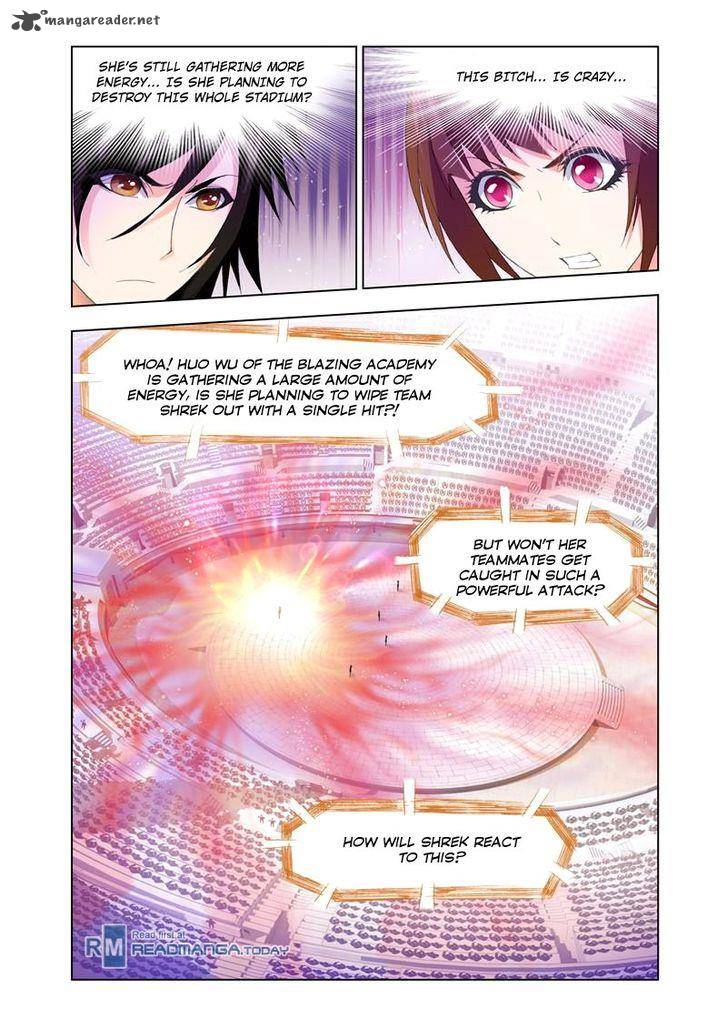 mangareader.net
SHE'S STILL GATHERING MORE
ENERGY... IS SHE PLANNING TO
DESTROY THIS WHOLE STADIUM?
THIS BITCH... IS CRAZY...
WHOA! HUO WU OF THE BLAZING ACADEMY
IS GATHERING A LARGE AMOUNT OF
ENERGY, IS SHE PLANNING TO WIPE TEAM
SHREK OUT WITH A SINGLE HIT?!
BUT WON'T HER
TEAMMATES GET
CAUGHT IN SUCH A
POWERFUL ATTACK?
HOW WILL SHREK REACT
TO THIS?
RM
Read first at
READMANGA.TODAY